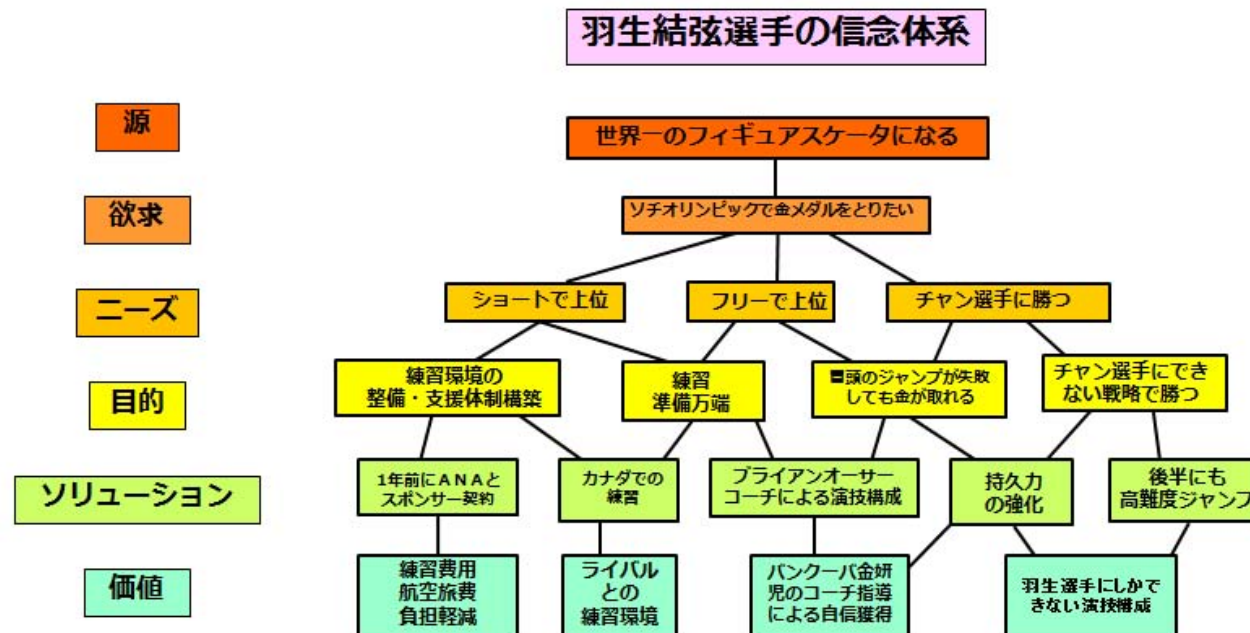 羽生結弦選手の信念体系
源
世界一のフィギュアスケータになる
欲求
ソチオリンピックで金メダルをとりたい
ニーズ
ショートで上位
フリーで上位
チャン選手に勝つ
目的
練習環境の
整備・支援体制構築
練習
準備万端
冒頭のジャンプが失敗
しても金が取れる
チャン選手にでき
ない戦略で勝つ
ソリューション
1年前にANAと
スポンサー契約
カナダでの
練習
ブライアンオーサー
コーチによる演技構成
持久力
の強化
後半にも
高難度ジャンプ
価値
練習費用
航空旅費
負担軽減
ライバル
との
練習環境
バンクーバ金研
児のコーチ指導
による自信獲得
羽生選手にしかで
きない演技構成